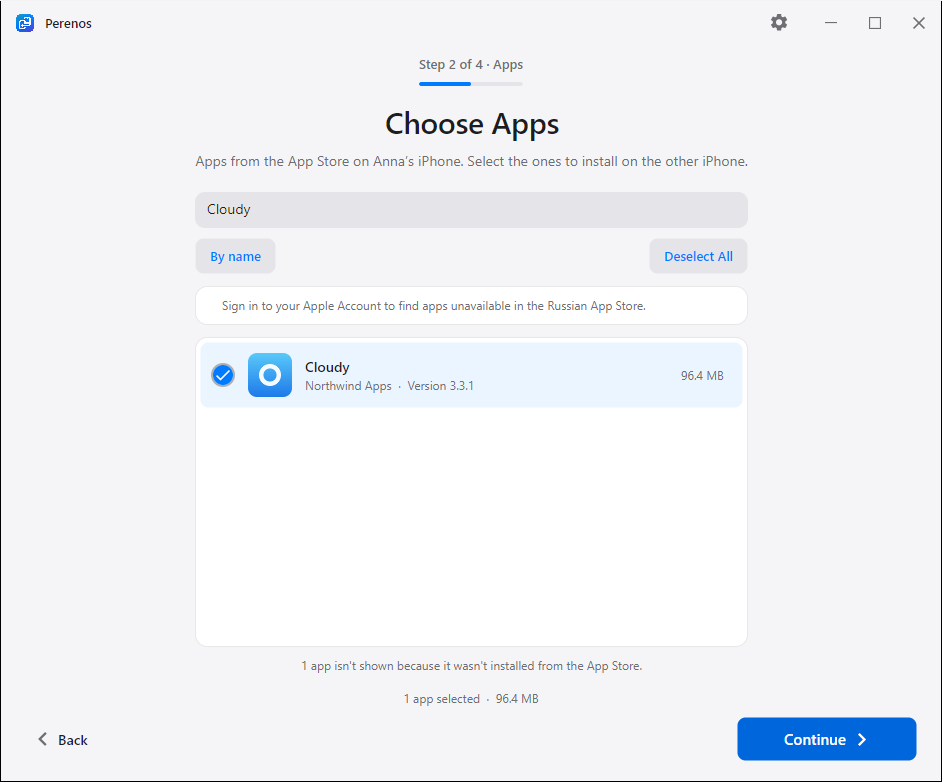 Perenos
Step 2 of 4 · Apps
Choose Apps
Apps from the App Store on Anna's iPhone. Select the ones to install on the other iPhone.
Cloudy
By name
Deselect All
Sign in to your Apple Account to find apps unavailable in the Russian App Store.
Cloudy
Northwind Apps · Version 3.3.1
96.4 MB
1 app isn't shown because it wasn't installed from the App Store.
1 app selected · 96.4 MB
Back
Continue